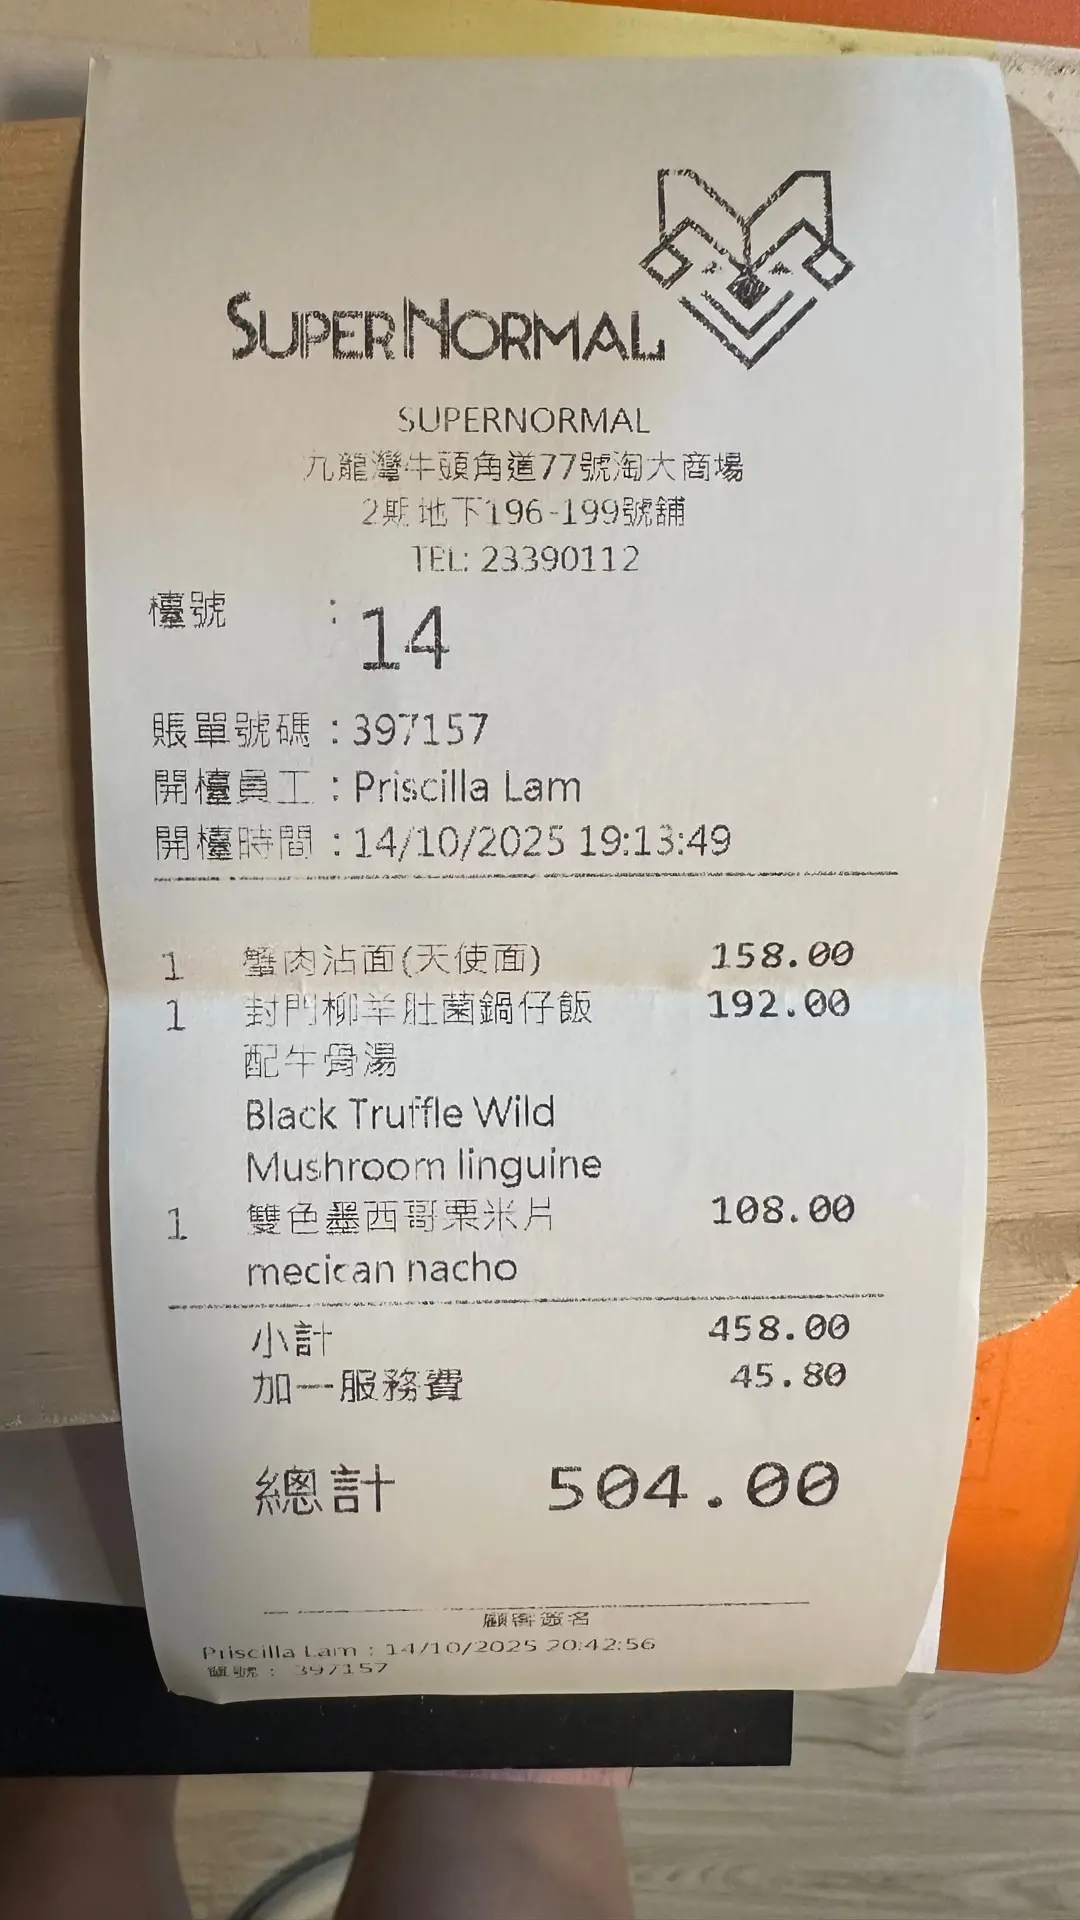 SUPERNORMAL
SUPERNORMAL
九龍灣牛頭角道77號淘大商場
2期地下196-199號舖
TEL: 23390112
檯號 : 14
賬單號碼 : 397157
開檯員工 : Priscilla Lam
開檯時間 : 14/10/2025 19:13:49
1 蟹肉沾面(天使面) 158.00
1 封門柳羊肚菌鍋仔飯 192.00
配牛骨湯
Black Truffle Wild
Mushroom linguine
1 雙色墨西哥粟米片 108.00
mecican nacho
小計 458.00
加一服務費 45.80
總計 504.00
顧客簽名
Priscilla Lam : 14/10/2025 20:42:56
單號 : 397157